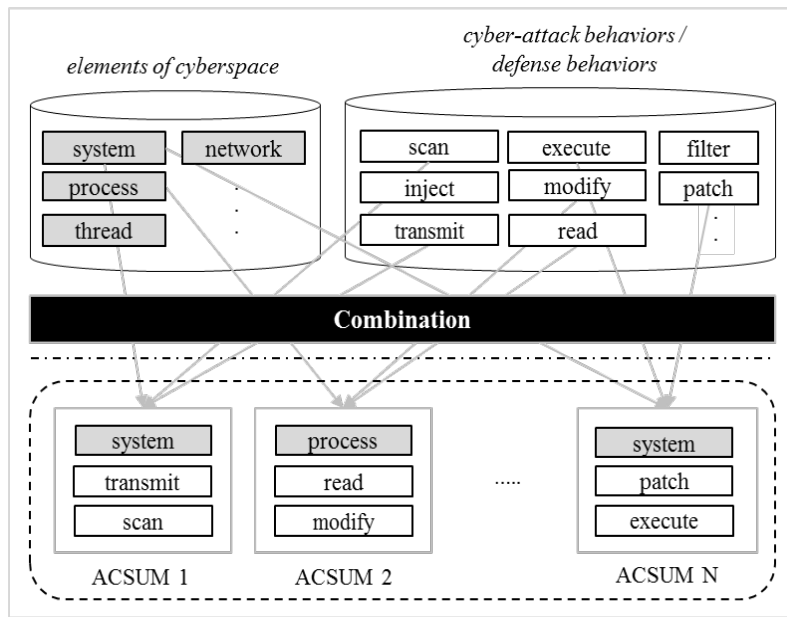 elements of cyberspace
cyber-attack behaviors /
defense behaviors
system
network
process
thread
scan
execute
filter
inject
modify
patch
transmit
read
Combination
system
transmit
scan
ACSUM 1
process
read
modify
ACSUM 2
.....
system
patch
execute
ACSUM N